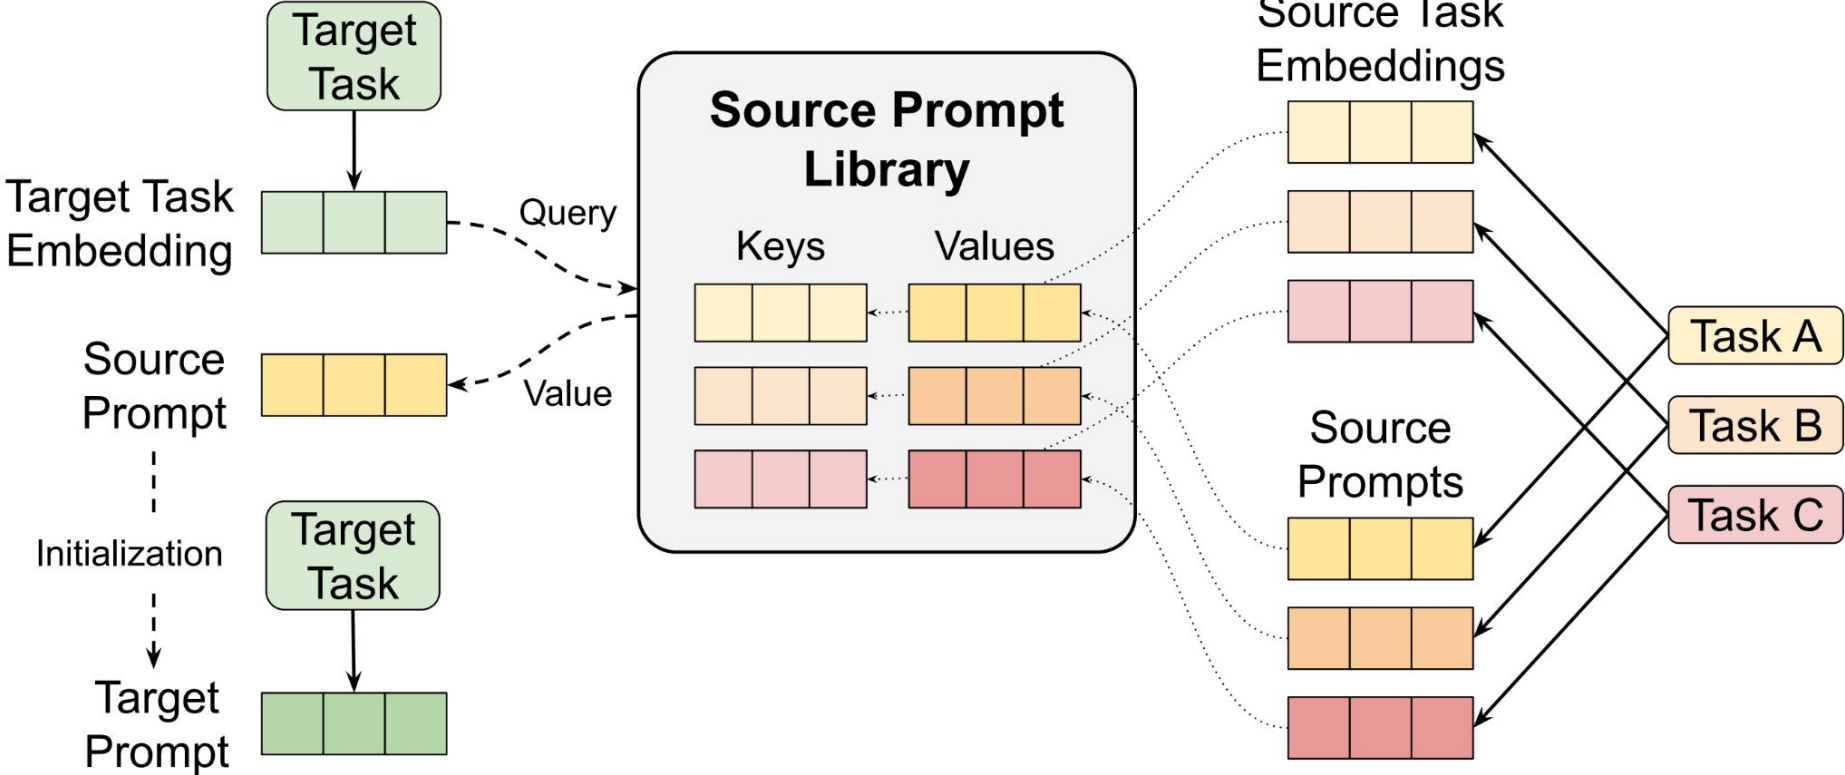 Target
Task
Target Task
Embedding
Query
Source
Prompt
Value
Initialization
Target
Task
Target
Prompt
Source Prompt
Library
Keys
Values
Source Task
Embeddings
Source
Prompts
Task A
Task B
Task C